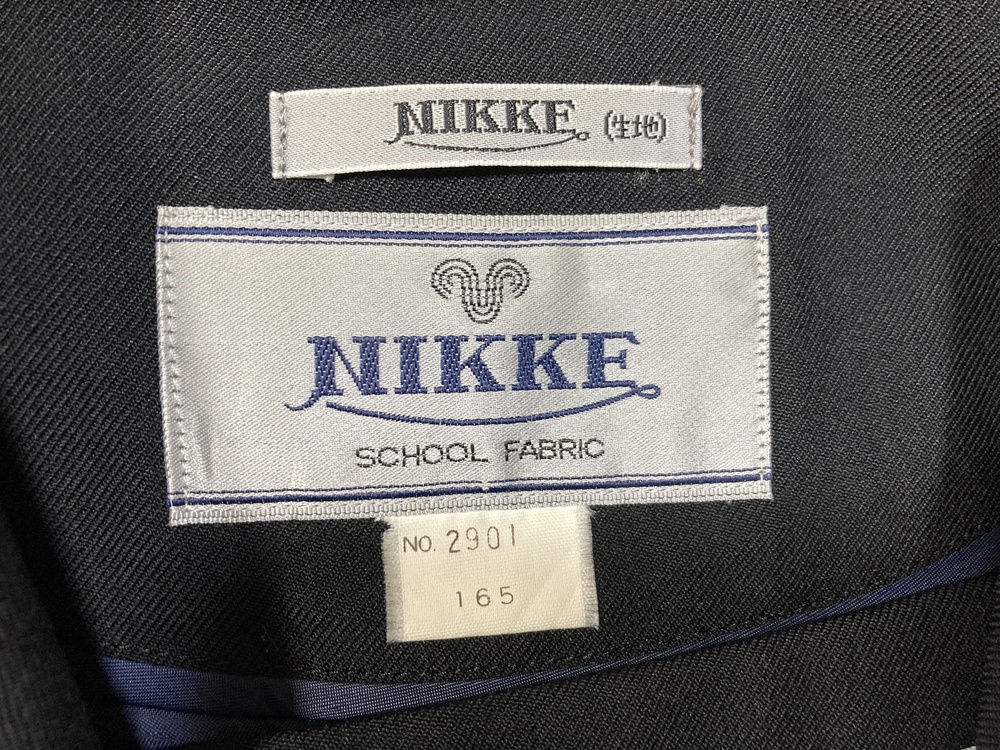 NIKKE (生地)
NIKKE
SCHOOL FABRIC
NO. 2901
165